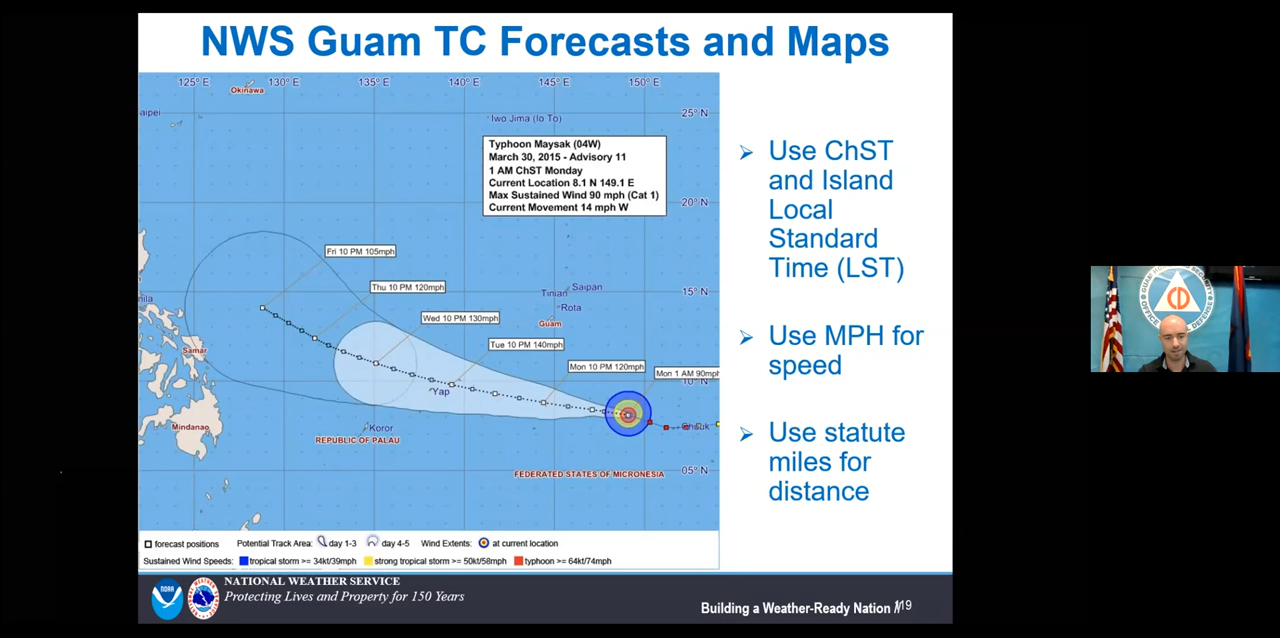 NWS Guam TC Forecasts and Maps
125° E
130° E
135° E
140° E
145° E
150° E
Okinawa
aipei
Iwo Jima (Io To)
25° N
Typhoon Maysak (04W)
March 30, 2015 - Advisory 11
1 AM ChST Monday
Current Location 8.1 N 149.1 E
Max Sustained Wind 90 mph (Cat 1)
Current Movement 14 mph W
20° N
Fri 10 PM 105mph
Thu 10 PM 120mph
Saipan
Tinian
15° N
nila
Rota
Wed 10 PM 130mph
Guam
Tue 10 PM 140mph
Samar
Mon 10 PM 120mph
Mon 1 AM 90mph
10° N
Yap
Mindanao
Koror
Chuuk
REPUBLIC OF PALAU
FEDERATED STATES OF MICRONESIA
05° N
forecast positions Potential Track Area: day 1-3 day 4-5 Wind Extents: at current location
Sustained Wind Speeds: tropical storm >= 34kt/39mph strong tropical storm >= 50kt/58mph typhoon >= 64kt/74mph
➢ Use ChST
and Island
Local
Standard
Time (LST)
➢ Use MPH for
speed
➢ Use statute
miles for
distance
NOAA
NATIONAL WEATHER SERVICE
Protecting Lives and Property for 150 Years
Building a Weather-Ready Nation // 19
CD